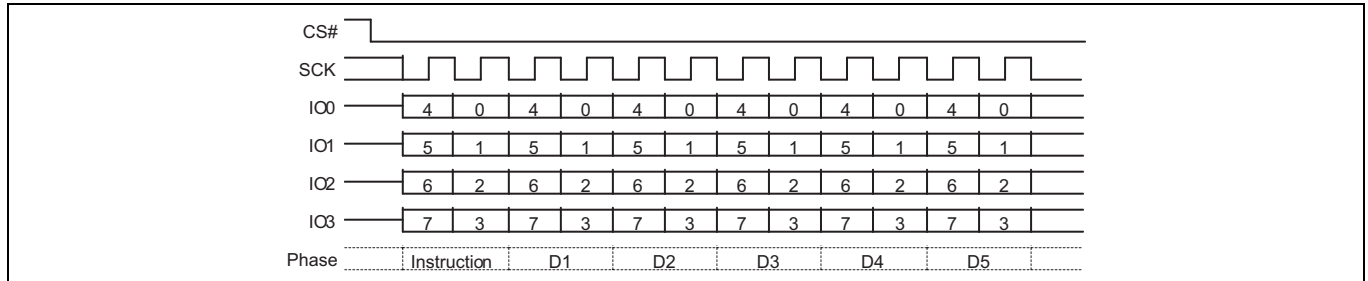 CS#
SCK
IO0 4 0 4 0 4 0 4 0 4 0 4 0
IO1 5 1 5 1 5 1 5 1 5 1 5 1
IO2 6 2 6 2 6 2 6 2 6 2 6 2
IO3 7 3 7 3 7 3 7 3 7 3 7 3
Phase Instruction D1 D2 D3 D4 D5